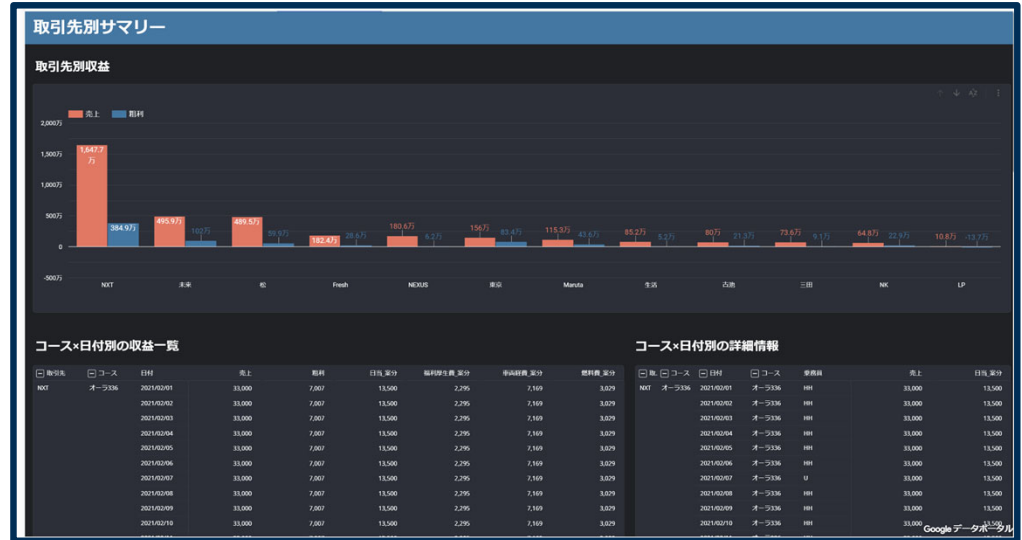 取引先別サマリー
取引先別収益
売上 粗利
2,000万
1,500万
1,000万
500万
0
-500万
1,647.7万 384.9万 495.9万 102万 489.5万 59.9万 182.4万 28.6万 180.6万 6.2万 156万 83.4万 115.3万 43.6万 85.2万 5.2万 80万 21.3万 73.6万 9.1万 64.8万 22.9万 10.8万 -13.7万
NXT 未来 松 Fresh NEXUS 東京 Maruta 生活 古池 三田 NK LP
コース×日付別の収益一覧
取引先 コース 日付 売上 粗利 日当_案分 福利厚生費_案分 車両経費_案分 燃料費_案分
NXT オーラ336 2021/02/01 33,000 7,007 13,500 2,295 7,169 3,029
2021/02/02 33,000 7,007 13,500 2,295 7,169 3,029
2021/02/03 33,000 7,007 13,500 2,295 7,169 3,029
2021/02/04 33,000 7,007 13,500 2,295 7,169 3,029
2021/02/05 33,000 7,007 13,500 2,295 7,169 3,029
2021/02/06 33,000 7,007 13,500 2,295 7,169 3,029
2021/02/07 33,000 7,007 13,500 2,295 7,169 3,029
2021/02/08 33,000 7,007 13,500 2,295 7,169 3,029
2021/02/09 33,000 7,007 13,500 2,295 7,169 3,029
2021/02/10 33,000 7,007 13,500 2,295 7,169 3,029
コース×日付別の詳細情報
取. コース 日付 コース 乗務員 売上 日当_案分
NXT オーラ336 2021/02/01 オーラ336 HH 33,000 13,500
2021/02/02 オーラ336 HH 33,000 13,500
2021/02/03 オーラ336 HH 33,000 13,500
2021/02/04 オーラ336 HH 33,000 13,500
2021/02/05 オーラ336 HH 33,000 13,500
2021/02/06 オーラ336 HH 33,000 13,500
2021/02/07 オーラ336 U 33,000 13,500
2021/02/08 オーラ336 HH 33,000 13,500
2021/02/09 オーラ336 HH 33,000 13,500
2021/02/10 オーラ336 HH 33,000 13,500
Google データポータル